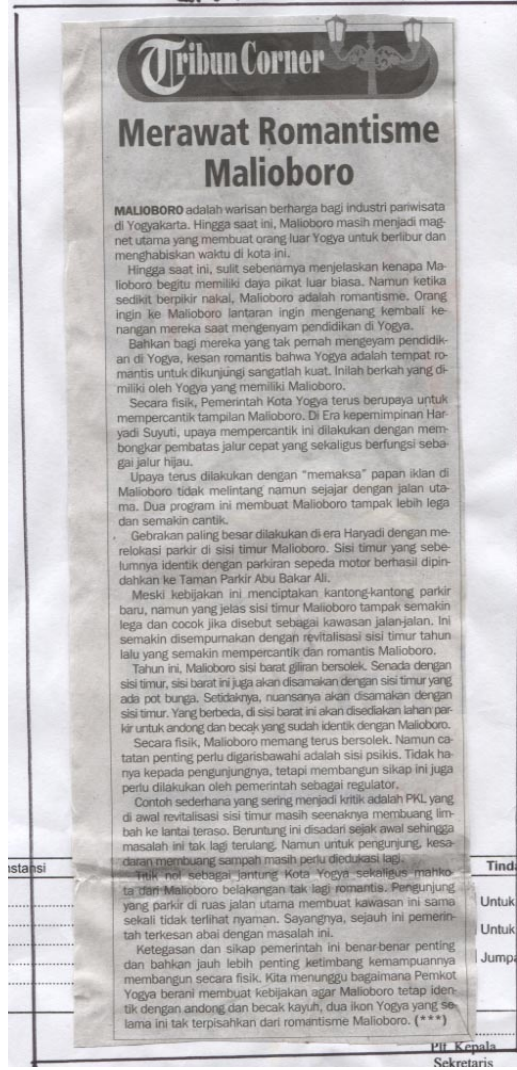 Tribun Corner
Merawat Romantisme
Malioboro
MALIOBORO adalah warisan berharga bagi industri pariwisata
di Yogyakarta. Hingga saat ini, Malioboro masih menjadi mag-
net utama yang membuat orang luar Yogya untuk berlibur dan
menghabiskan waktu di kota ini.
Hingga saat ini, sulit sebenarnya menjelaskan kenapa Ma-
lioboro begitu memiliki daya pikat luar biasa. Namun ketika
sedikit berpikir nakal, Malioboro adalah romantisme. Orang
ingin ke Malioboro lantaran ingin mengenang kembali ke-
nangan mereka saat mengenyam pendidikan di Yogya.
Bahkan bagi mereka yang tak pernah mengeyam pendidik-
an di Yogya, kesan romantis bahwa Yogya adalah tempat ro-
mantis untuk dikunjungi sangatlah kuat. Inilah berkah yang di-
miliki oleh Yogya yang memiliki Malioboro.
Secara fisik, Pemerintah Kota Yogya terus berupaya untuk
mempercantik tampilan Malioboro. Di Era kepemimpinan Har-
yadi Suyuti, upaya mempercantik ini dilakukan dengan mem-
bongkar pembatas jalur cepat yang sekaligus berfungsi seba-
gai jalur hijau.
Upaya terus dilakukan dengan "memaksa" papan iklan di
Malioboro tidak melintang namun sejajar dengan jalan uta-
ma. Dua program ini membuat Malioboro tampak lebih lega
dan semakin cantik.
Gebrakan paling besar dilakukan di era Haryadi dengan me-
relokasi parkir di sisi timur Malioboro. Sisi timur yang sebe-
lumnya identik dengan parkiran sepeda motor berhasil dipin-
dahkan ke Taman Parkir Abu Bakar Ali.
Meski kebijakan ini menciptakan kantong-kantong parkir
baru, namun yang jelas sisi timur Malioboro tampak semakin
lega dan cocok jika disebut sebagai kawasan jalan-jalan. Ini
semakin disempurnakan dengan revitalisasi sisi timur tahun
lalu yang semakin mempercantik dan romantis Malioboro.
Tahun ini, Malioboro sisi barat giliran bersolek. Senada dengan
sisi timur, sisi barat ini juga akan disamakan dengan sisi timur yang
ada pot bunga. Setidaknya, nuansanya akan disamakan dengan
sisi timur. Yang berbeda, di sisi barat ini akan disediakan lahan par-
kir untuk andong dan becak yang sudah identik dengan Malioboro.
Secara fisik, Malioboro memang terus bersolek. Namun ca-
tatan penting perlu digarisbawahi adalah sisi psikis. Tidak ha-
nya kepada pengunjungnya, tetapi membangun sikap ini juga
perlu dilakukan oleh pemerintah sebagai regulator.
Contoh sederhana yang sering menjadi kritik adalah PKL yang
di awal revitalisasi sisi timur masih seenaknya membuang lim-
bah ke lantai teraso. Beruntung ini disadari sejak awal sehingga
masalah ini tak lagi terulang. Namun untuk pengunjung, kesa-
daran membuang sampah masih perlu diedukasi lagi.
Titik nol sebagai jantung Kota Yogya sekaligus mahko-
ta dari Malioboro belakangan tak lagi romantis. Pengunjung
yang parkir di ruas jalan utama membuat kawasan ini sama
sekali tidak terlihat nyaman. Sayangnya, sejauh ini pemerin-
tah terkesan abai dengan masalah ini.
Ketegasan dan sikap pemerintah ini benar-benar penting
dan bahkan jauh lebih penting ketimbang kemampuannya
membangun secara fisik. Kita menunggu bagaimana Pemkot
Yogya berani membuat kebijakan agar Malioboro tetap iden-
tik dengan andong dan becak kayuh, dua ikon Yogya yang se-
lama ini tak terpisahkan dari romantisme Malioboro. (***)
nstansi
Tinda
Untuk
Untuk
Jumpa
Plt Kepala
Sekretaris